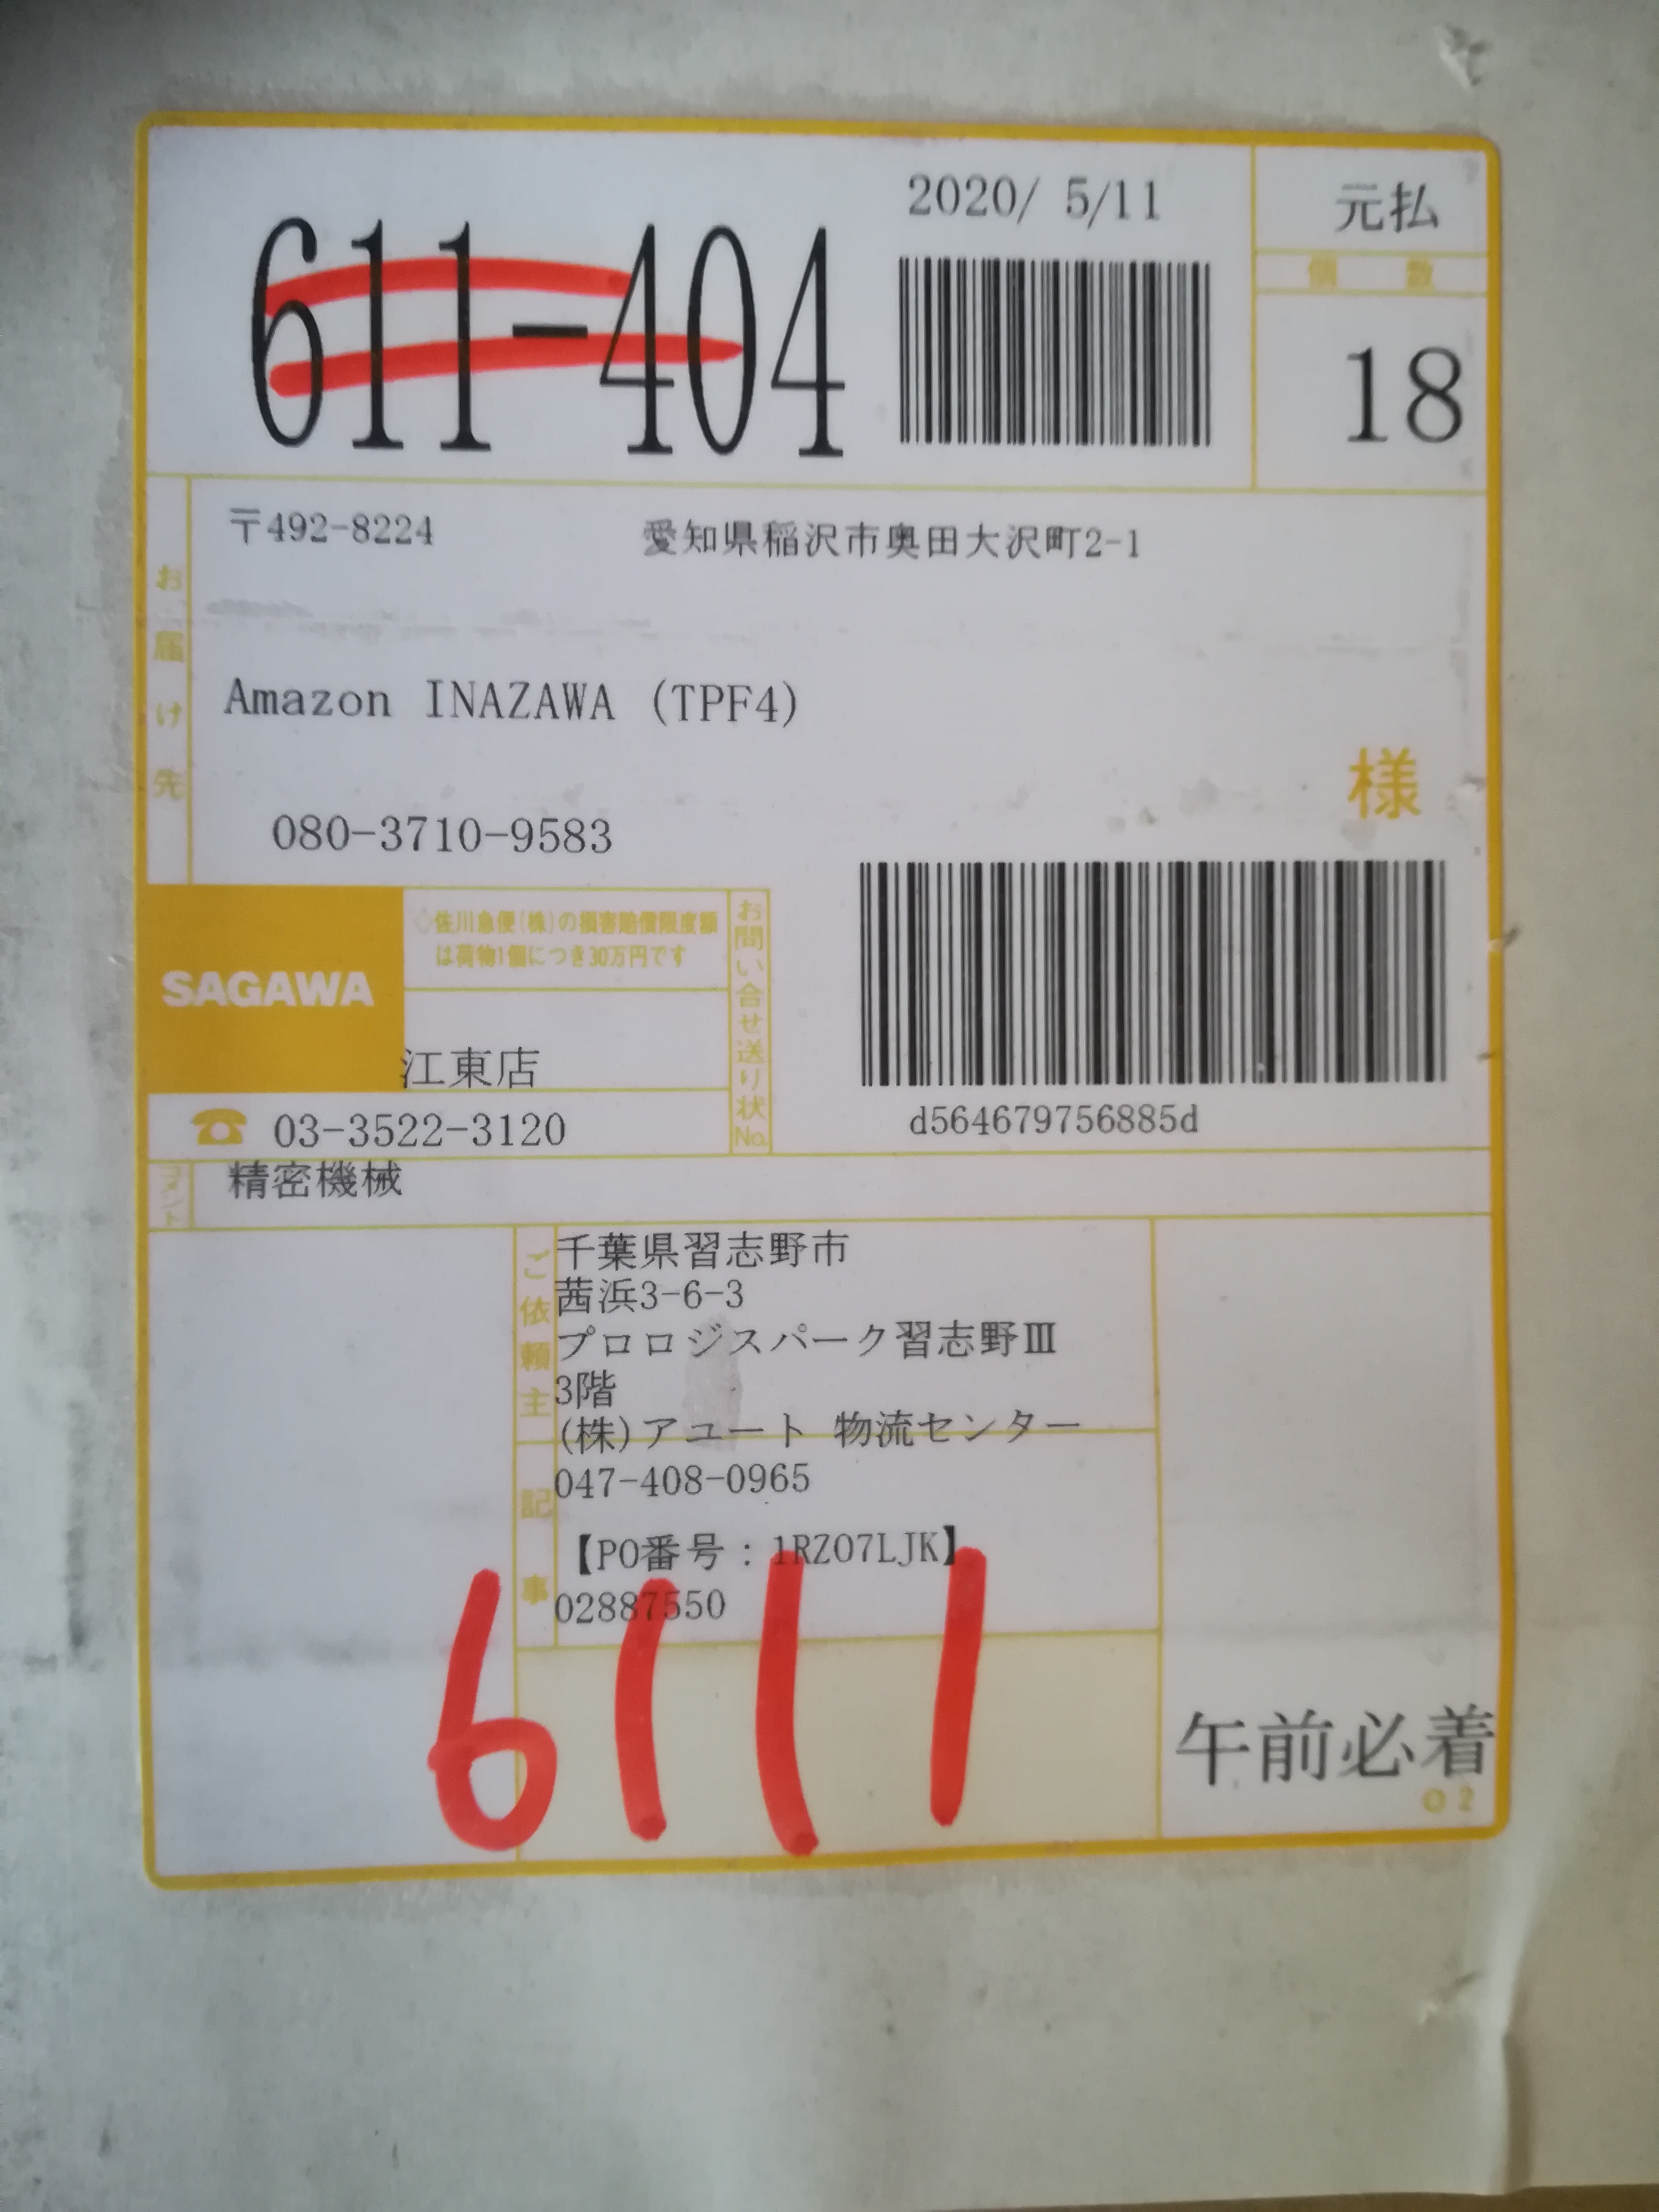 2020/ 5/11
元払
611-404
個 数
18
お届け先
〒492-8224 愛知県稲沢市奥田大沢町2-1
Amazon INAZAWA (TPF4)
様
080-3710-9583
◇佐川急便(株)の損害賠償限度額
は荷物1個につき30万円です
SAGAWA
江東店
☎ 03-3522-3120
お問い合せ送り状No.
d564679756885d
コメント
精密機械
ご依頼主
千葉県習志野市
茜浜3-6-3
プロロジスパーク習志野Ⅲ
3階
(株)アユート 物流センター
047-408-0965
記事
【PO番号:1RZO7LJK】
02887550
6111
午前必着
02